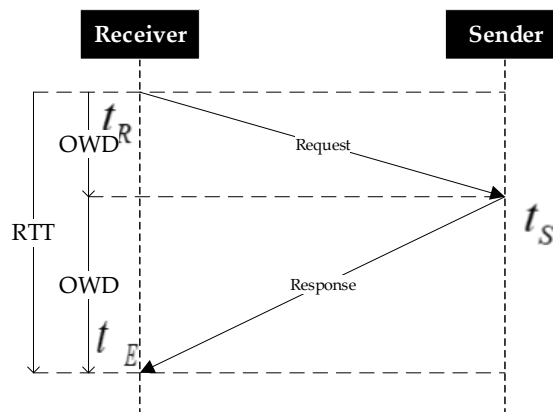 Receiver
Sender
t_R
OWD
Request
RTT
t_S
OWD
Response
t_E